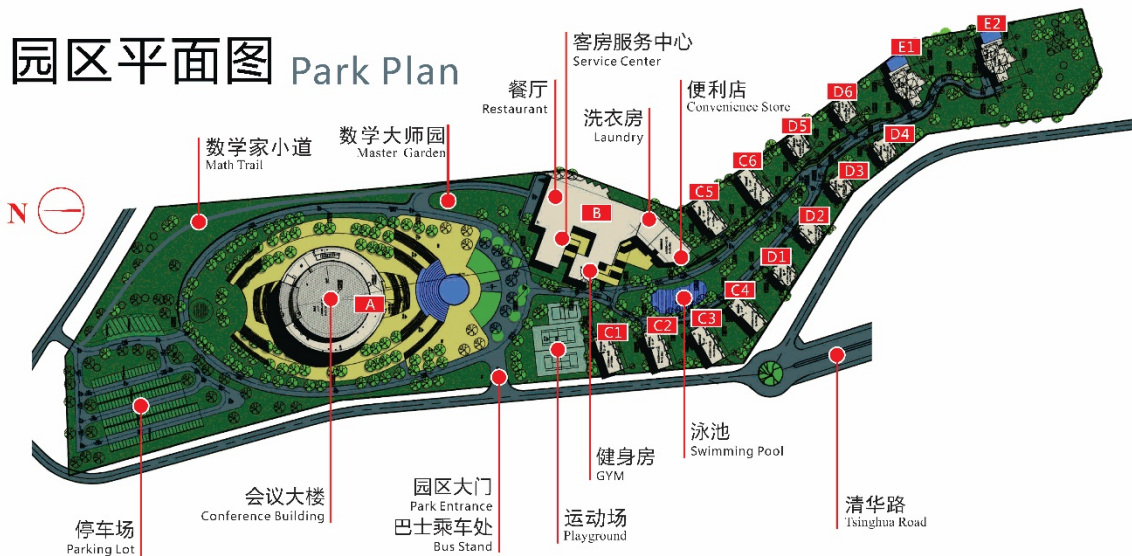 园区平面图 Park Plan
客房服务中心
Service Center
餐厅
Restaurant
便利店
Convenience Store
洗衣房
Laundry
数学家小道
Math Trail
数学大师园
Master Garden
N
E1
E2
D6
D5
D4
C6
D3
C5
D2
B
D1
A
C4
C1
C2
C3
泳池
Swimming Pool
健身房
GYM
会议大楼
Conference Building
园区大门
Park Entrance
巴士乘车处
Bus Stand
运动场
Playground
清华路
Tsinghua Road
停车场
Parking Lot